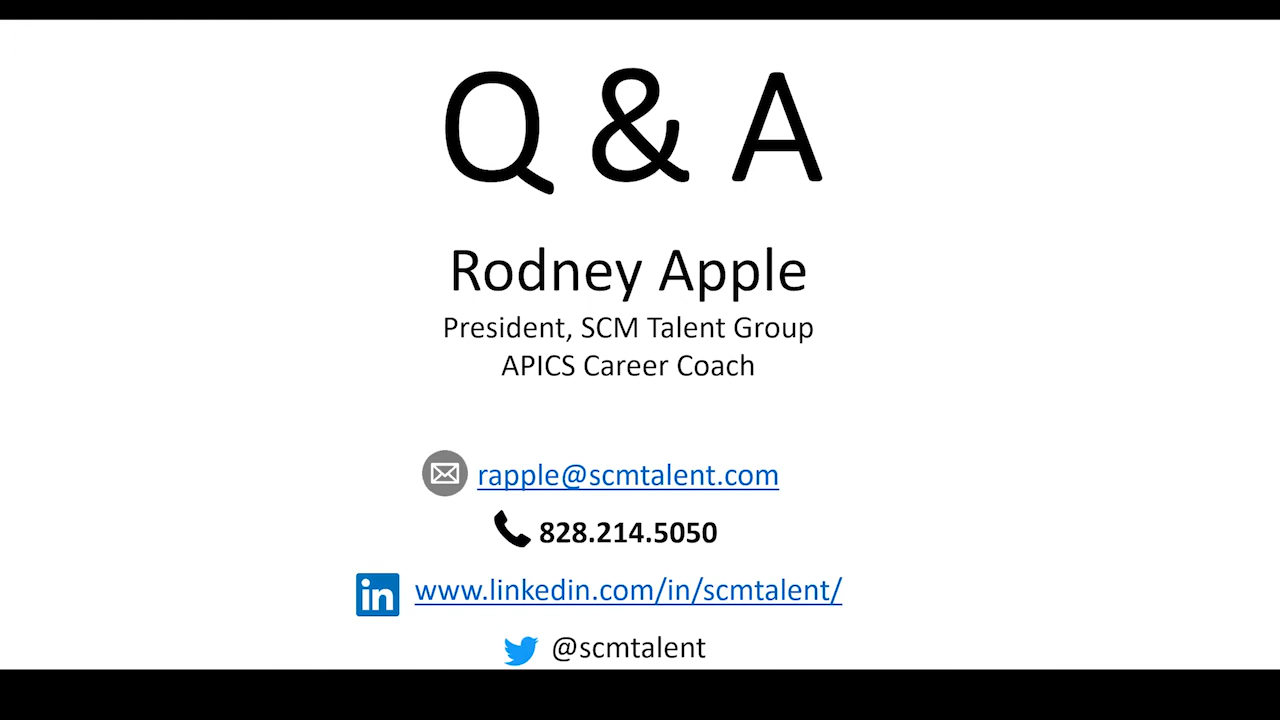 Q & A
Rodney Apple
President, SCM Talent Group
APICS Career Coach
rapple@scmtalent.com
828.214.5050
in www.linkedin.com/in/scmtalent/
@scmtalent